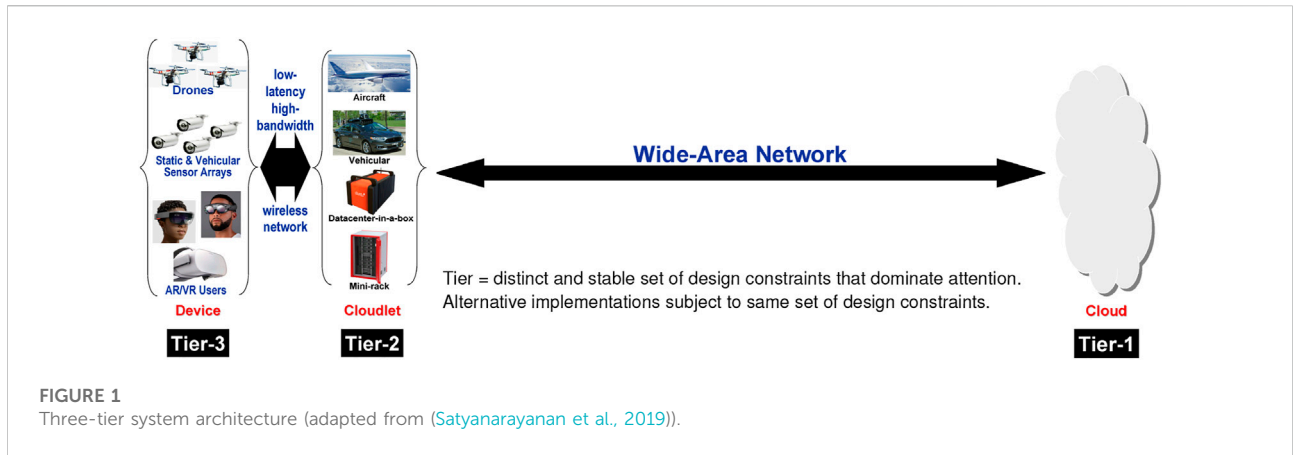 Drones
Static & Vehicular
Sensor Arrays
AR/VR Users
Device
Tier-3
low-
latency
high-
bandwidth
wireless
network
Aircraft
Vehicular
Datacenter-in-a-box
Mini-rack
Cloudlet
Tier-2
Wide-Area Network
Tier = distinct and stable set of design constraints that dominate attention.
Alternative implementations subject to same set of design constraints.
Cloud
Tier-1
FIGURE 1
Three-tier system architecture (adapted from (Satyanarayanan et al., 2019)).